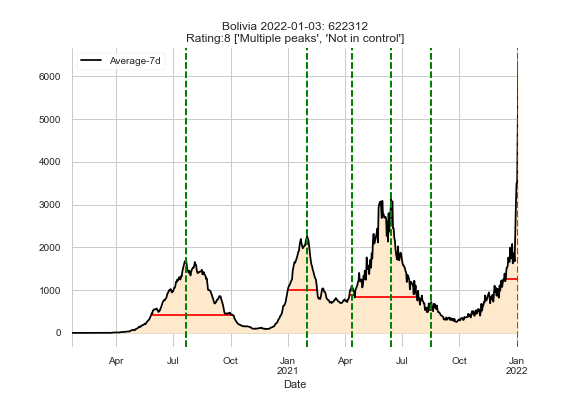 Bolivia 2022-01-03: 622312
Rating:8 ['Multiple peaks', 'Not in control']
Average-7d
6000
5000
4000
3000
2000
1000
0
Apr
Jul
Oct
Jan
2021
Apr
Jul
Oct
Jan
2022
Date